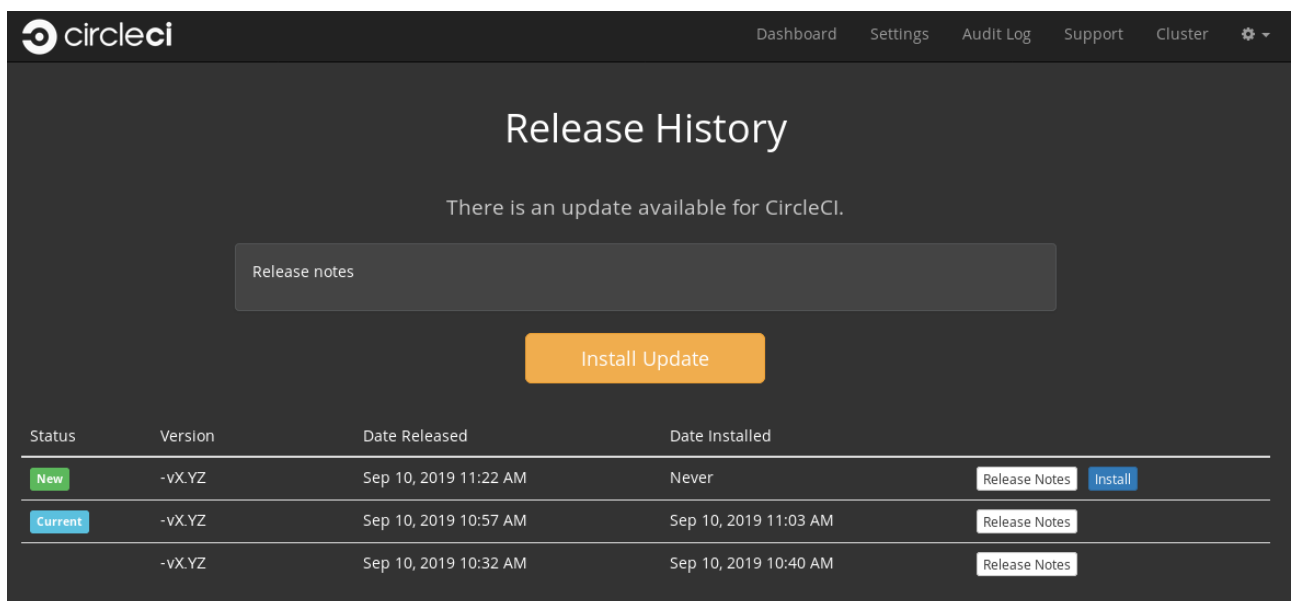 circleci Dashboard Settings Audit Log Support Cluster
Release History
There is an update available for CircleCI.
Release notes
Install Update
Status Version Date Released Date Installed
New -vX.YZ Sep 10, 2019 11:22 AM Never Release Notes Install
Current -vX.YZ Sep 10, 2019 10:57 AM Sep 10, 2019 11:03 AM Release Notes
-vX.YZ Sep 10, 2019 10:32 AM Sep 10, 2019 10:40 AM Release Notes